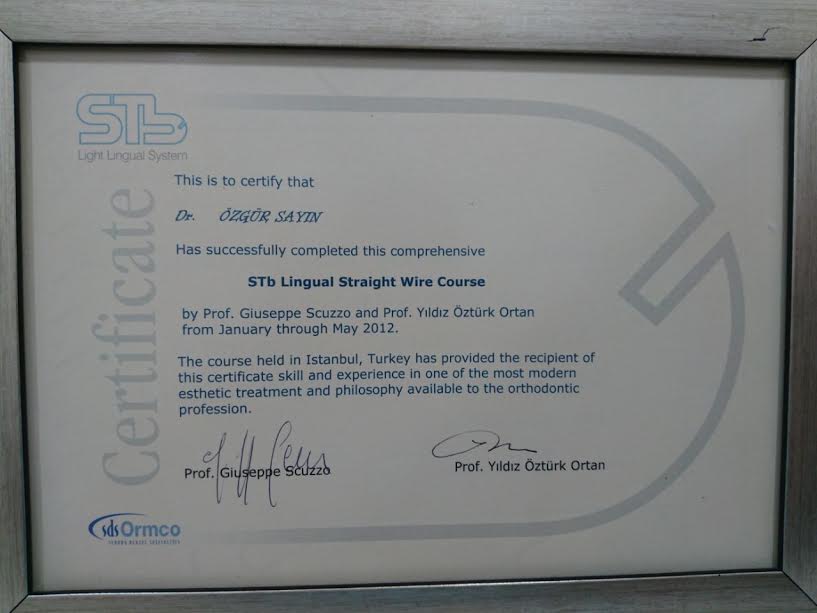 STb
Light Lingual System
Certificate
This is to certify that
Dr. ÖZGÜR SAYIN
Has successfully completed this comprehensive
STb Lingual Straight Wire Course
by Prof. Giuseppe Scuzzo and Prof. Yıldız Öztürk Ortan
from January through May 2012.
The course held in Istanbul, Turkey has provided the recipient of
this certificate skill and experience in one of the most modern
esthetic treatment and philosophy available to the orthodontic
profession.
Prof. Giuseppe Scuzzo
Prof. Yıldız Öztürk Ortan
sds Ormco